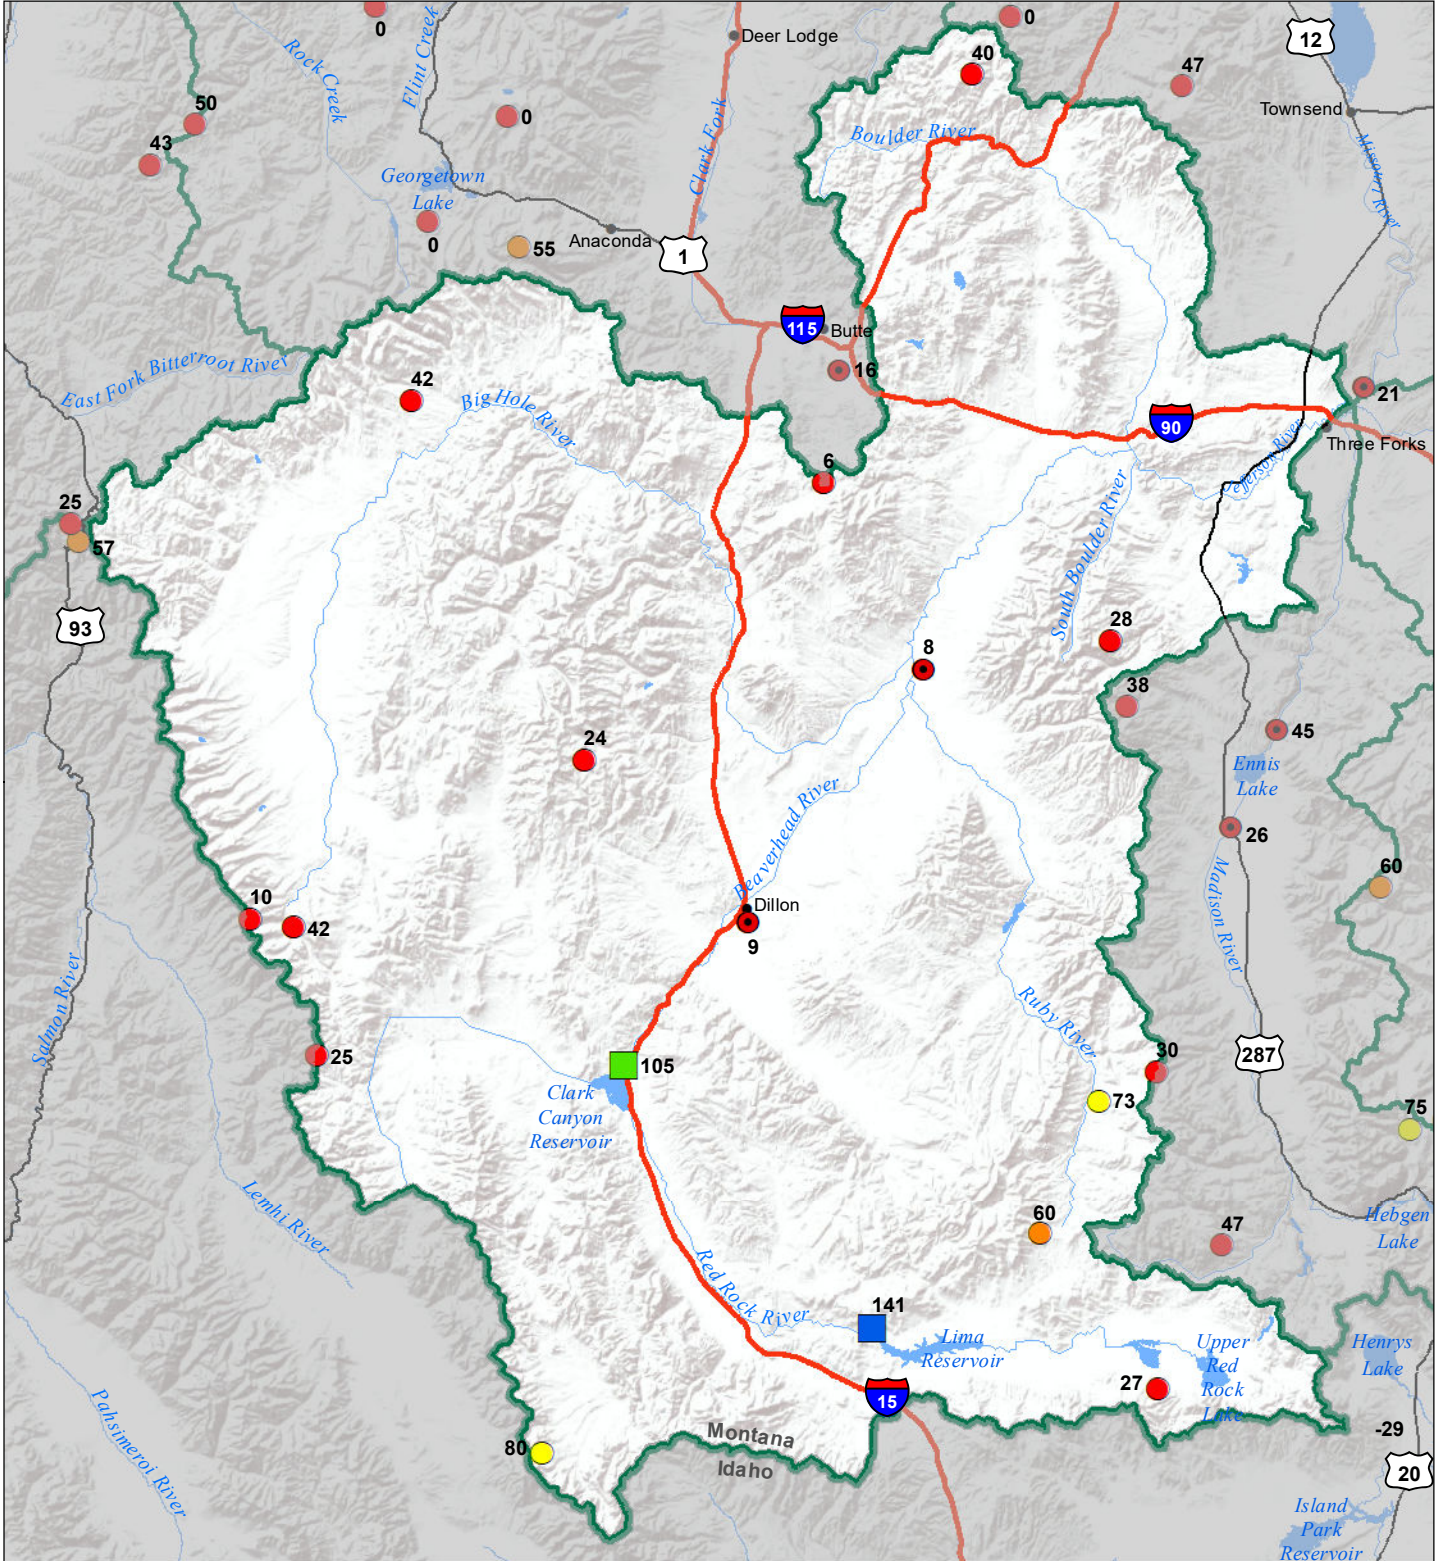 0
0
Deer Lodge
12
Rock Creek
Flint Creek
40
47
50
Townsend
0
Clark Fork
Boulder River
43
Missouri River
Georgetown
Lake
0
55
Anaconda
1
115
Butte
East Fork Bitterroot River
16
42
21
Big Hole River
90
Three Forks
Jefferson River
6
25
57
South Boulder River
93
28
8
38
45
24
Ennis
Lake
Beaverhead River
26
60
Madison River
10
42
Dillon
9
Salmon River
Ruby River
25
105
30
287
Clark
Canyon
Reservoir
73
75
Lemhi River
60
47
Hebgen
Lake
Red Rock River
141
Lima
Reservoir
Upper
Red
Rock
Lake
Henrys
Lake
27
15
Pahsimeroi River
Montana
Idaho
80
-29
20
Island
Park
Reservoir